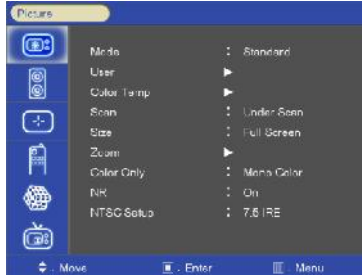 Picture
Mode : Standard
User ▶
Color Temp ▶
Scan : Under Scan
Size : Full Screen
Zoom ▶
Color Only : Mono Color
NR : On
NTSC Setup : 7.5 IRE
Move Enter Menu